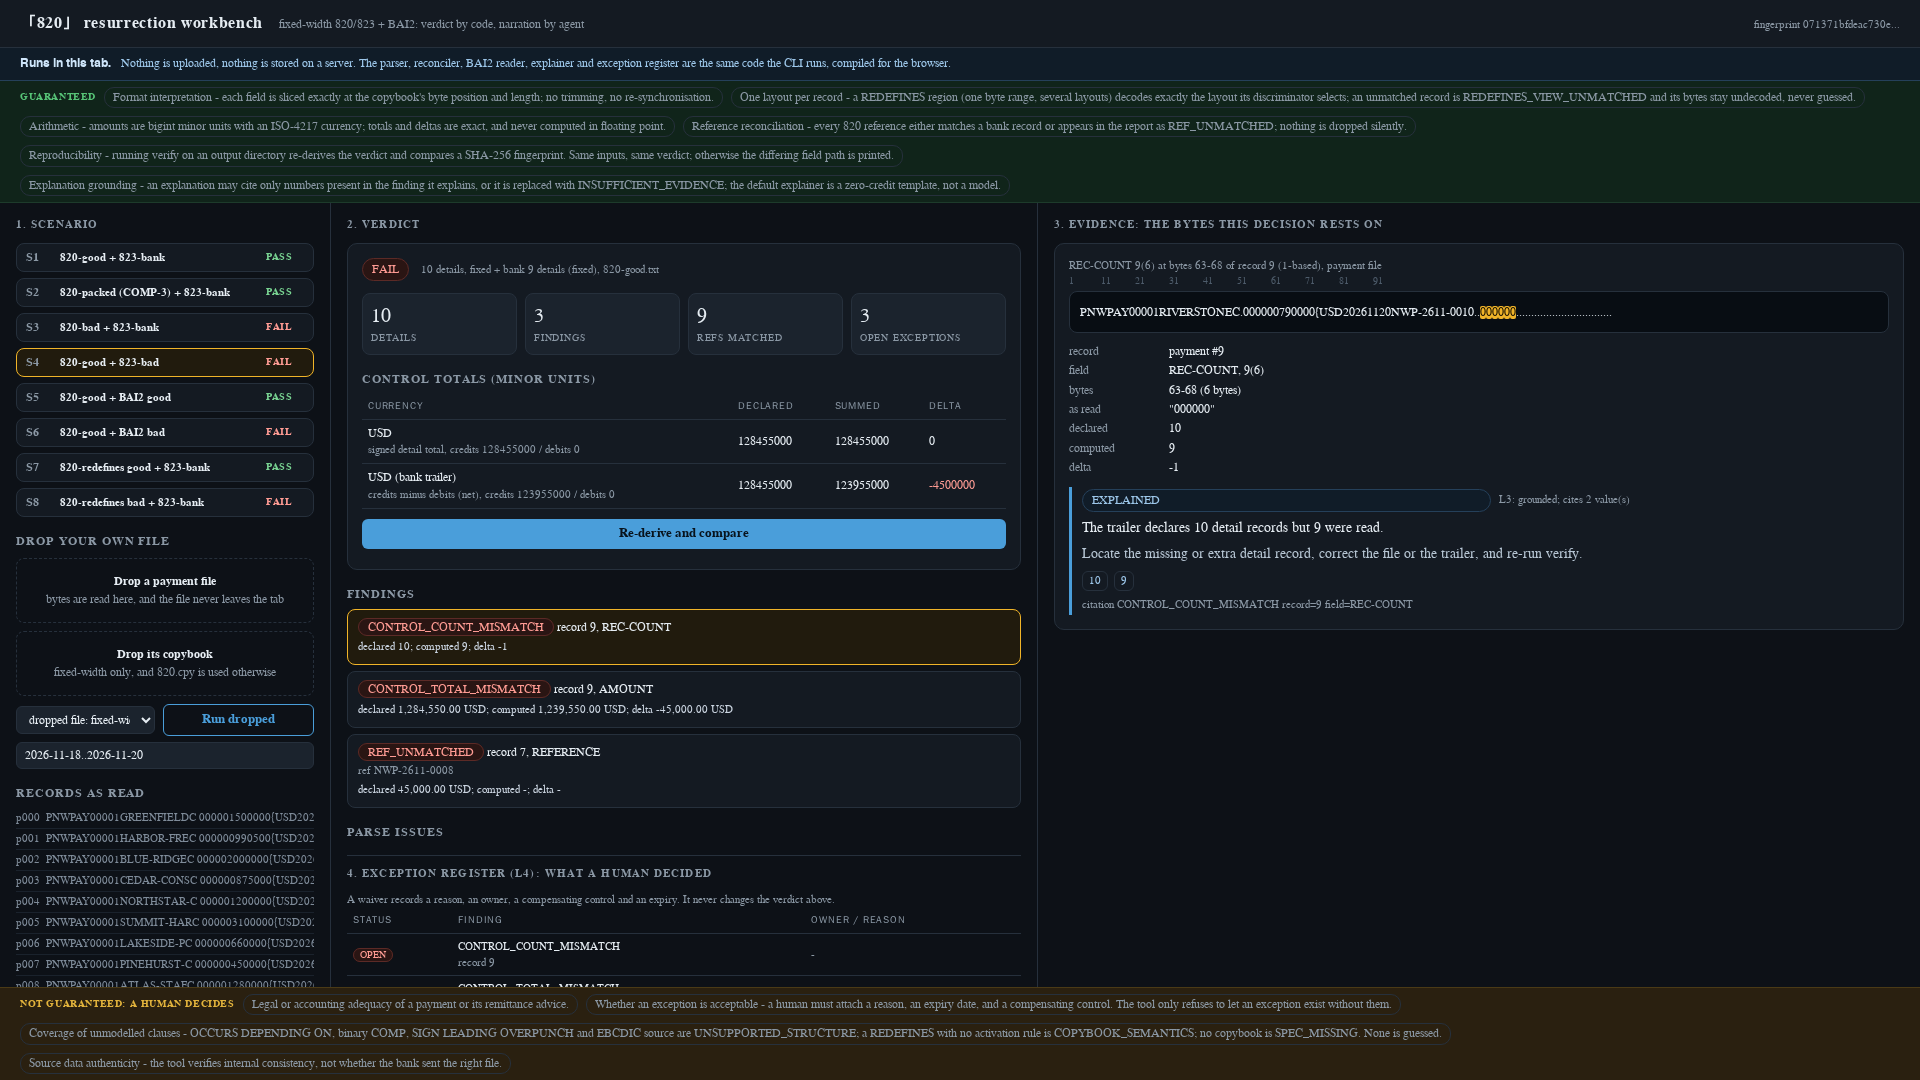 「820」 resurrection workbench
fixed-width 820/823 + BAI2: verdict by code, narration by agent
fingerprint 071371bfdeac730e...
Runs in this tab. Nothing is uploaded, nothing is stored on a server. The parser, reconciler, BAI2 reader, explainer and exception register are the same code the CLI runs, compiled for the browser.
GUARANTEED
Format interpretation - each field is sliced exactly at the copybook's byte position and length; no trimming, no re-synchronisation.
One layout per record - a REDEFINES region (one byte range, several layouts) decodes exactly the layout its discriminator selects; an unmatched record is REDEFINES_VIEW_UNMATCHED and its bytes stay undecoded, never guessed.
Arithmetic - amounts are bigint minor units with an ISO-4217 currency; totals and deltas are exact, and never computed in floating point.
Reference reconciliation - every 820 reference either matches a bank record or appears in the report as REF_UNMATCHED; nothing is dropped silently.
Reproducibility - running verify on an output directory re-derives the verdict and compares a SHA-256 fingerprint. Same inputs, same verdict; otherwise the differing field path is printed.
Explanation grounding - an explanation may cite only numbers present in the finding it explains, or it is replaced with INSUFFICIENT_EVIDENCE; the default explainer is a zero-credit template, not a model.
1. SCENARIO
S1 820-good + 823-bank PASS
S2 820-packed (COMP-3) + 823-bank PASS
S3 820-bad + 823-bank FAIL
S4 820-good + 823-bad FAIL
S5 820-good + BAI2 good PASS
S6 820-good + BAI2 bad FAIL
S7 820-redefines good + 823-bank PASS
S8 820-redefines bad + 823-bank FAIL
DROP YOUR OWN FILE
Drop a payment file
bytes are read here, and the file never leaves the tab
Drop its copybook
fixed-width only, and 820.cpy is used otherwise
dropped file: fixed-wi
Run dropped
2026-11-18..2026-11-20
RECORDS AS READ
p000 PNWPAY00001GREENFIELDC 000001500000{USD202
p001 PNWPAY00001HARBOR-FREC 000000990500{USD202
p002 PNWPAY00001BLUE-RIDGEC 000002000000{USD202
p003 PNWPAY00001CEDAR-CONSC 000000875000{USD202
p004 PNWPAY00001NORTHSTAR-C 000001200000{USD202
p005 PNWPAY00001SUMMIT-HARC 000003100000{USD202
p006 PNWPAY00001LAKESIDE-PC 000000660000{USD2026
p007 PNWPAY00001PINEHURST-C 000000450000{USD2026
p008 PNWPAY00001ATLAS-STAFC 000001280000{USD202
2. VERDICT
FAIL 10 details, fixed + bank 9 details (fixed), 820-good.txt
10 DETAILS
3 FINDINGS
9 REFS MATCHED
3 OPEN EXCEPTIONS
CONTROL TOTALS (MINOR UNITS)
CURRENCY DECLARED SUMMED DELTA
USD
signed detail total, credits 128455000 / debits 0
128455000 128455000 0
USD (bank trailer)
credits minus debits (net), credits 123955000 / debits 0
128455000 123955000 -4500000
Re-derive and compare
FINDINGS
CONTROL_COUNT_MISMATCH record 9, REC-COUNT
declared 10; computed 9; delta -1
CONTROL_TOTAL_MISMATCH record 9, AMOUNT
declared 1,284,550.00 USD; computed 1,239,550.00 USD; delta -45,000.00 USD
REF_UNMATCHED record 7, REFERENCE
ref NWP-2611-0008
declared 45,000.00 USD; computed -; delta -
PARSE ISSUES
4. EXCEPTION REGISTER (L4): WHAT A HUMAN DECIDED
A waiver records a reason, an owner, a compensating control and an expiry. It never changes the verdict above.
STATUS FINDING OWNER / REASON
OPEN
CONTROL_COUNT_MISMATCH
record 9
-
CONTROL_TOTAL_MISMATCH
3. EVIDENCE: THE BYTES THIS DECISION RESTS ON
REC-COUNT 9(6) at bytes 63-68 of record 9 (1-based), payment file
1 11 21 31 41 51 61 71 81 91
PNWPAY00001RIVERSTONEC.000000790000{USD20261120NWP-2611-0010..000000................................
record payment #9
field REC-COUNT, 9(6)
bytes 63-68 (6 bytes)
as read "000000"
declared 10
computed 9
delta -1
EXPLAINED L3: grounded; cites 2 value(s)
The trailer declares 10 detail records but 9 were read.
Locate the missing or extra detail record, correct the file or the trailer, and re-run verify.
10 9
citation CONTROL_COUNT_MISMATCH record=9 field=REC-COUNT
NOT GUARANTEED: A HUMAN DECIDES
Legal or accounting adequacy of a payment or its remittance advice.
Whether an exception is acceptable - a human must attach a reason, an expiry date, and a compensating control. The tool only refuses to let an exception exist without them.
Coverage of unmodelled clauses - OCCURS DEPENDING ON, binary COMP, SIGN LEADING OVERPUNCH and EBCDIC source are UNSUPPORTED_STRUCTURE; a REDEFINES with no activation rule is COPYBOOK_SEMANTICS; no copybook is SPEC_MISSING. None is guessed.
Source data authenticity - the tool verifies internal consistency, not whether the bank sent the right file.